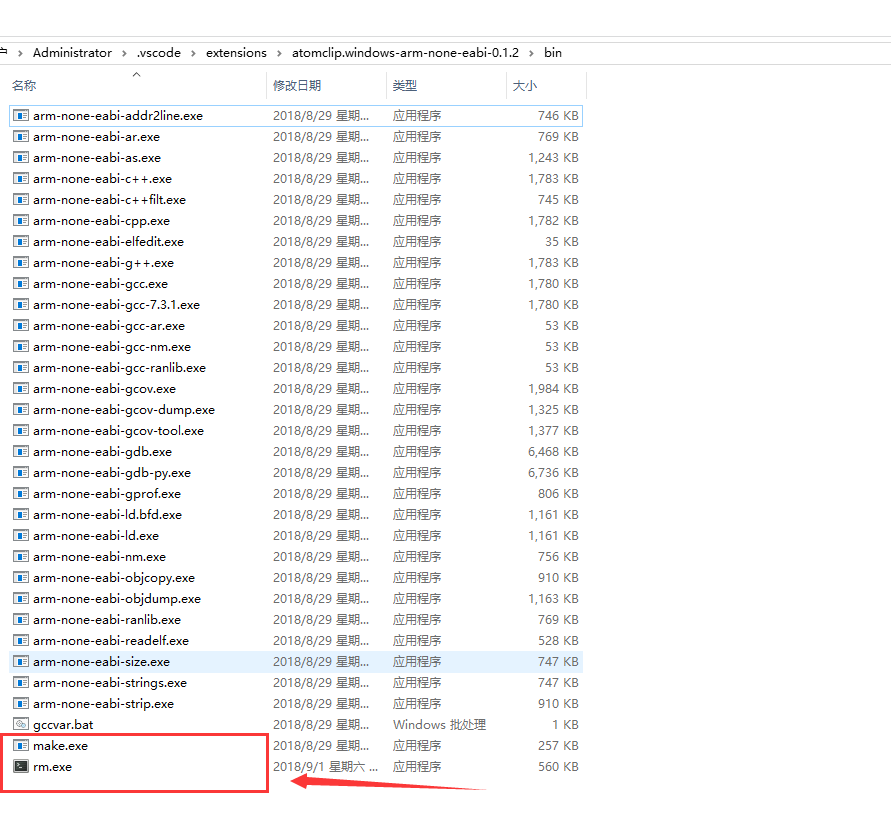 户 › Administrator › .vscode › extensions › atomclip.windows-arm-none-eabi-0.1.2 › bin
名称 修改日期 类型 大小
arm-none-eabi-addr2line.exe 2018/8/29 星期... 应用程序 746 KB
arm-none-eabi-ar.exe 2018/8/29 星期... 应用程序 769 KB
arm-none-eabi-as.exe 2018/8/29 星期... 应用程序 1,243 KB
arm-none-eabi-c++.exe 2018/8/29 星期... 应用程序 1,783 KB
arm-none-eabi-c++filt.exe 2018/8/29 星期... 应用程序 745 KB
arm-none-eabi-cpp.exe 2018/8/29 星期... 应用程序 1,782 KB
arm-none-eabi-elfedit.exe 2018/8/29 星期... 应用程序 35 KB
arm-none-eabi-g++.exe 2018/8/29 星期... 应用程序 1,783 KB
arm-none-eabi-gcc.exe 2018/8/29 星期... 应用程序 1,780 KB
arm-none-eabi-gcc-7.3.1.exe 2018/8/29 星期... 应用程序 1,780 KB
arm-none-eabi-gcc-ar.exe 2018/8/29 星期... 应用程序 53 KB
arm-none-eabi-gcc-nm.exe 2018/8/29 星期... 应用程序 53 KB
arm-none-eabi-gcc-ranlib.exe 2018/8/29 星期... 应用程序 53 KB
arm-none-eabi-gcov.exe 2018/8/29 星期... 应用程序 1,984 KB
arm-none-eabi-gcov-dump.exe 2018/8/29 星期... 应用程序 1,325 KB
arm-none-eabi-gcov-tool.exe 2018/8/29 星期... 应用程序 1,377 KB
arm-none-eabi-gdb.exe 2018/8/29 星期... 应用程序 6,468 KB
arm-none-eabi-gdb-py.exe 2018/8/29 星期... 应用程序 6,736 KB
arm-none-eabi-gprof.exe 2018/8/29 星期... 应用程序 806 KB
arm-none-eabi-ld.bfd.exe 2018/8/29 星期... 应用程序 1,161 KB
arm-none-eabi-ld.exe 2018/8/29 星期... 应用程序 1,161 KB
arm-none-eabi-nm.exe 2018/8/29 星期... 应用程序 756 KB
arm-none-eabi-objcopy.exe 2018/8/29 星期... 应用程序 910 KB
arm-none-eabi-objdump.exe 2018/8/29 星期... 应用程序 1,163 KB
arm-none-eabi-ranlib.exe 2018/8/29 星期... 应用程序 769 KB
arm-none-eabi-readelf.exe 2018/8/29 星期... 应用程序 528 KB
arm-none-eabi-size.exe 2018/8/29 星期... 应用程序 747 KB
arm-none-eabi-strings.exe 2018/8/29 星期... 应用程序 747 KB
arm-none-eabi-strip.exe 2018/8/29 星期... 应用程序 910 KB
gccvar.bat 2018/8/29 星期... Windows 批处理 1 KB
make.exe 2018/8/29 星期... 应用程序 257 KB
rm.exe 2018/9/1 星期六 ... 应用程序 560 KB